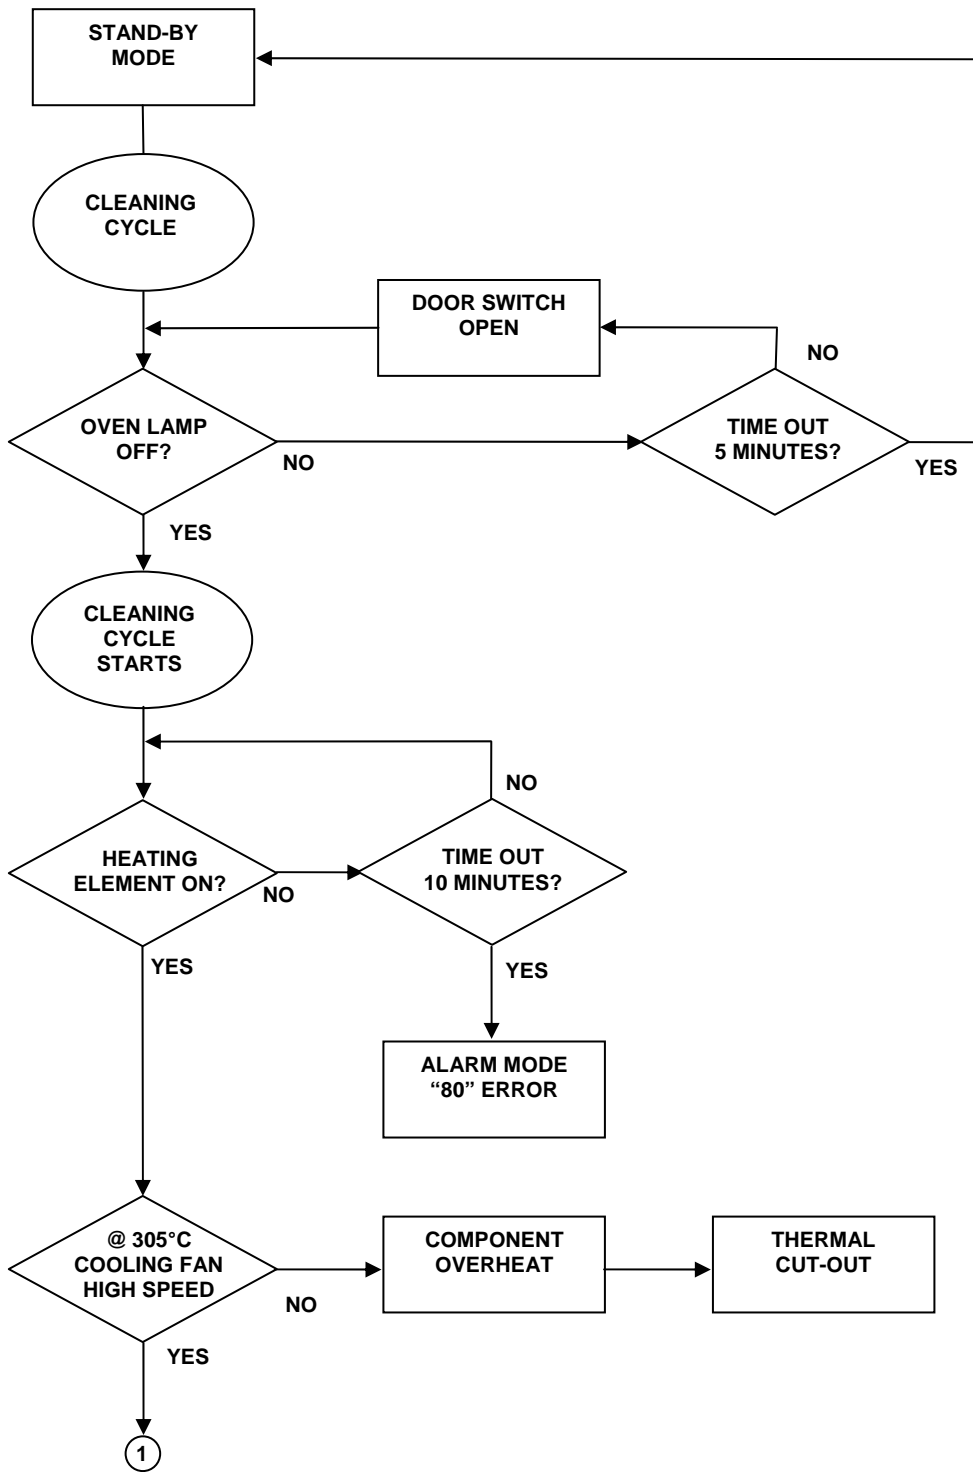 STAND-BY
MODE
CLEANING
CYCLE
DOOR SWITCH
OPEN
NO
OVEN LAMP
OFF?
NO
TIME OUT
5 MINUTES?
YES
YES
CLEANING
CYCLE
STARTS
NO
HEATING
ELEMENT ON?
NO
TIME OUT
10 MINUTES?
YES
YES
ALARM MODE
“80” ERROR
@ 305°C
COOLING FAN
HIGH SPEED
NO
COMPONENT
OVERHEAT
THERMAL
CUT-OUT
YES
1